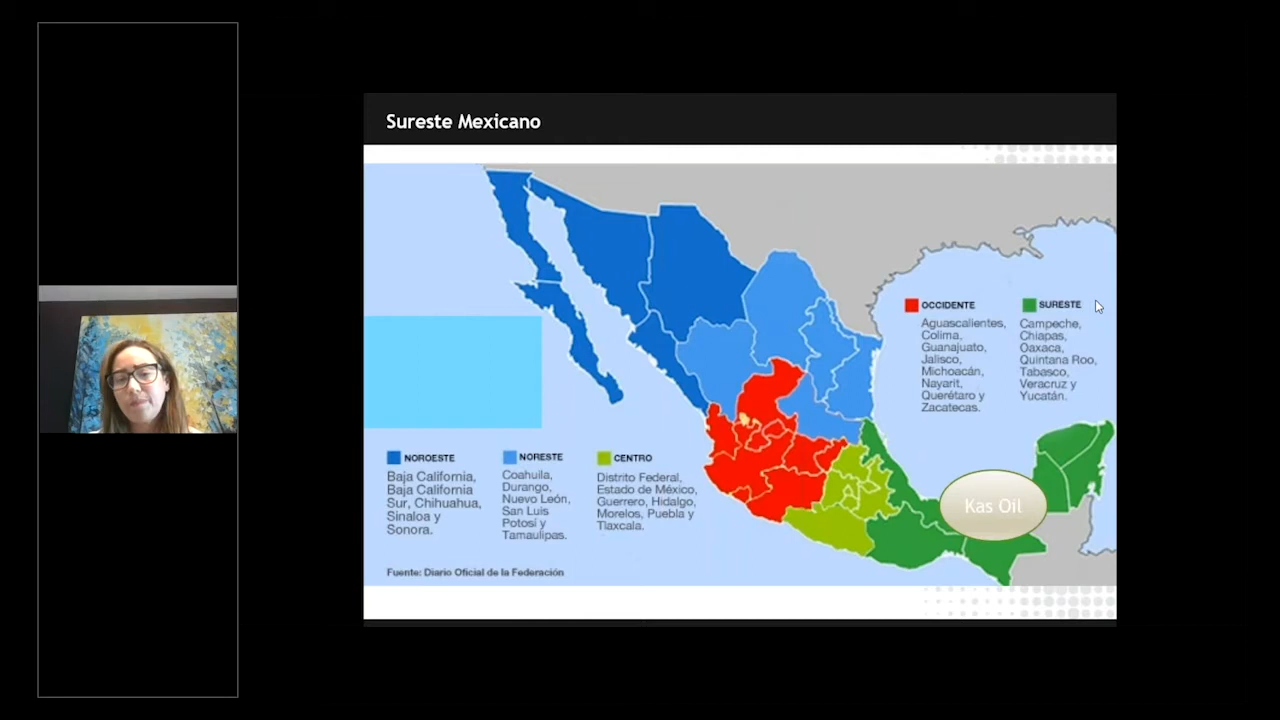 Sureste Mexicano
OCCIDENTE
Aguascalientes,
Colima,
Guanajuato,
Jalisco,
Michoacán,
Nayarit,
Querétaro y
Zacatecas.
SURESTE
Campeche,
Chiapas,
Oaxaca,
Quintana Roo,
Tabasco,
Veracruz y
Yucatán.
NOROESTE
Baja California,
Baja California
Sur, Chihuahua,
Sinaloa y
Sonora.
NORESTE
Coahuila,
Durango,
Nuevo León,
San Luis
Potosí y
Tamaulipas.
CENTRO
Distrito Federal,
Estado de México,
Guerrero, Hidalgo,
Morelos, Puebla y
Tlaxcala.
Kas Oil
Fuente: Diario Oficial de la Federación